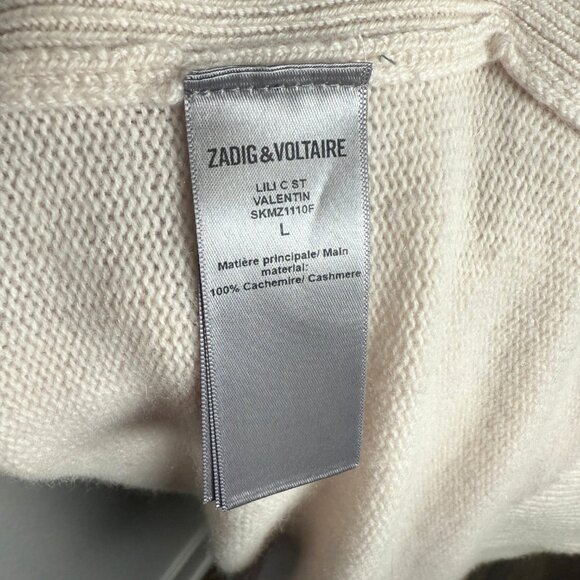 ZADIG&VOLTAIRE
LILI C ST
VALENTIN
SKMZ1110F
L
Matière principale/ Main
material:
100% Cachemire/ Cashmere